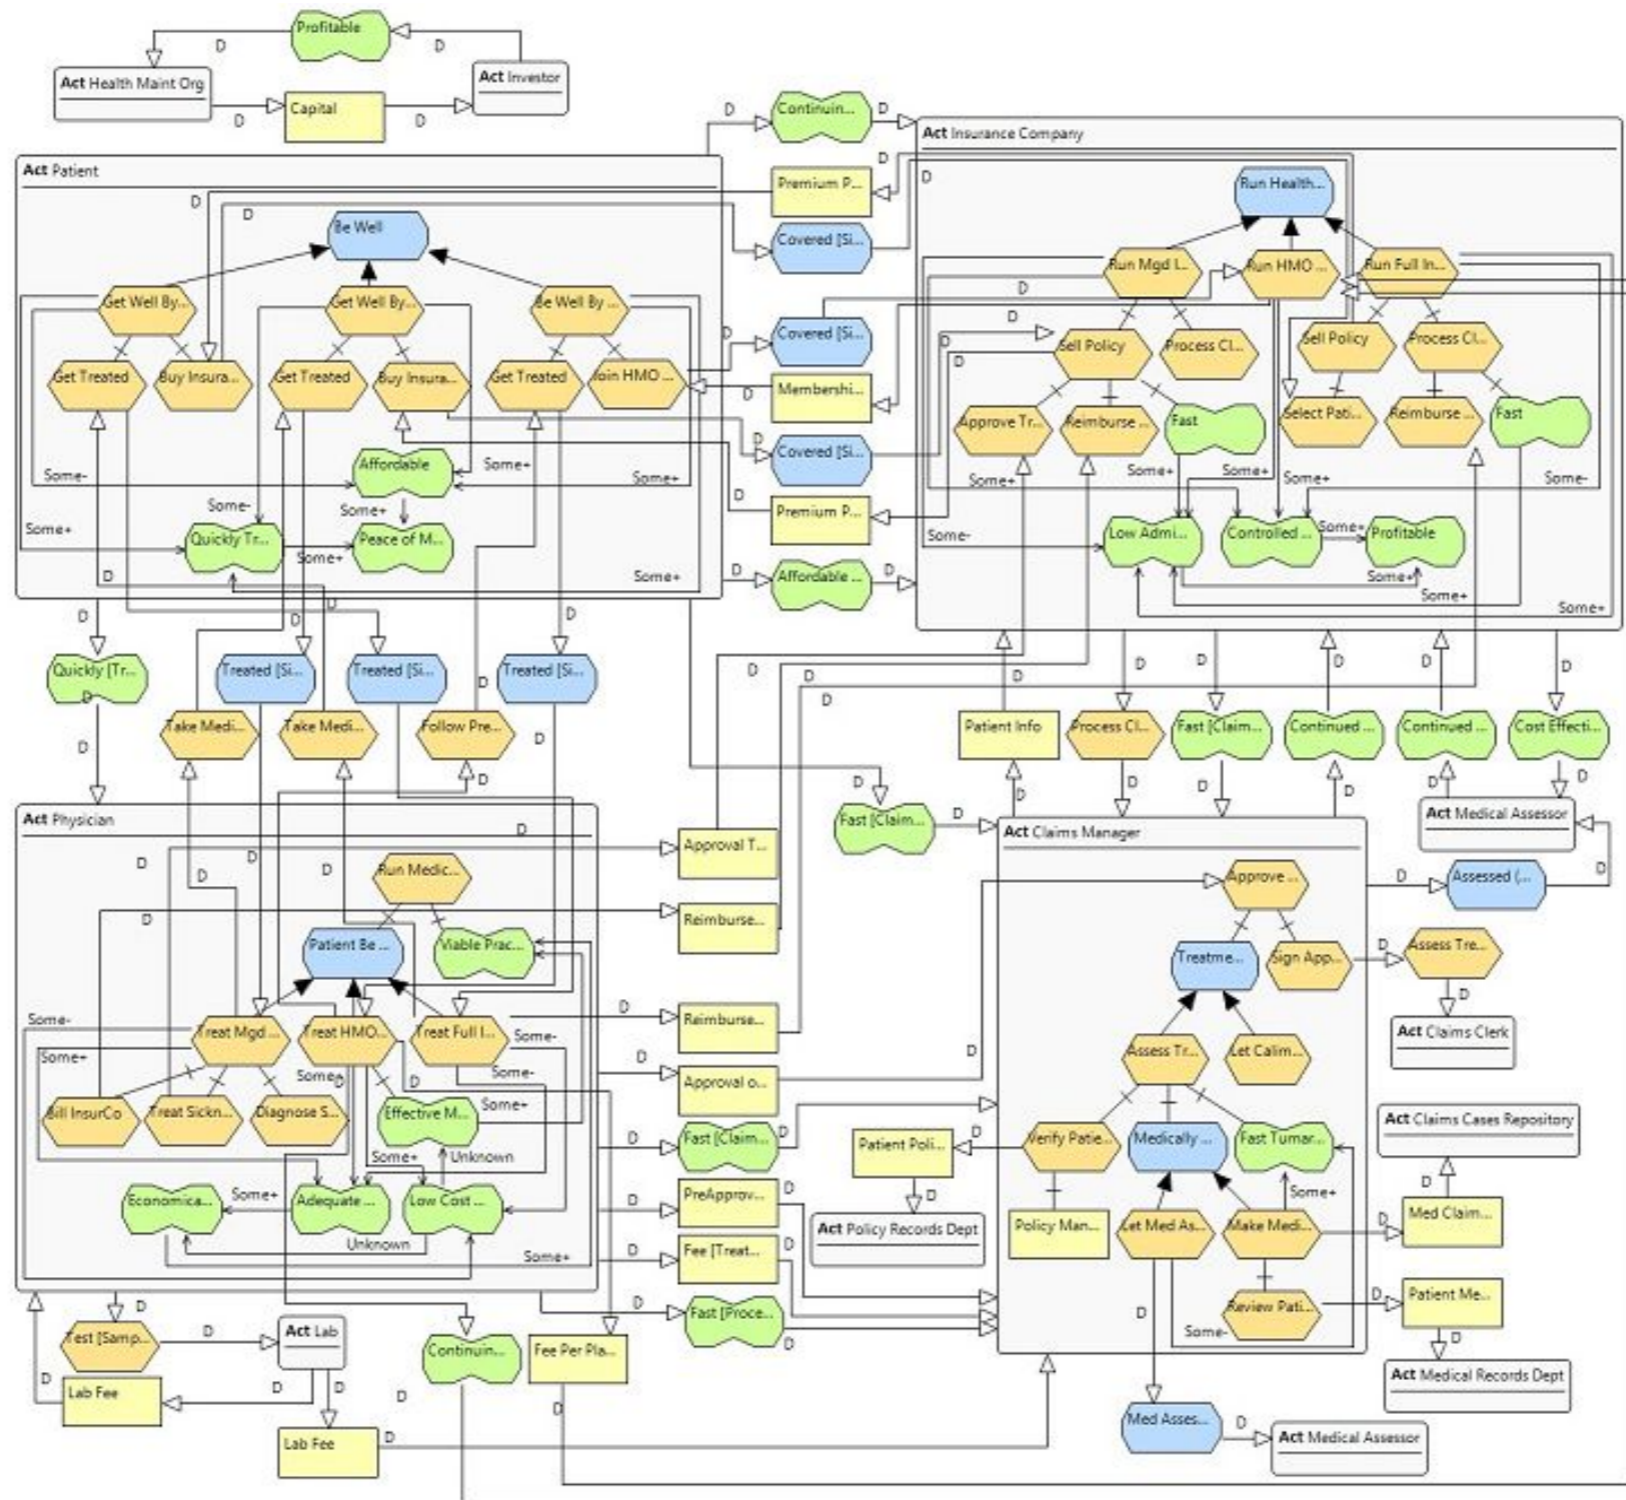 Profitable
D
D
Act Health Maint Org
Act Investor
Capital
D
D
D
Continuin...
D
Act Insurance Company
Act Patient
D
Premium P...
D
Run Health...
D
D
Be Well
Covered [Si...
Run Mgd I...
Run HMO ...
Run Full In...
Get Well By...
Get Well By...
Be Well By ...
D
D
Covered [Si...
D
D
Sell Policy
Process Cl...
Sell Policy
Process Cl...
D
Get Treated
Buy Insura...
Get Treated
Buy Insura...
Get Treated
Join HMO ...
D
Membershi...
Approve Tr...
Reimburse ...
Fast
Select Pati...
Reimburse ...
Fast
D
Covered [Si...
Affordable
Some-
Some+
Some+
Some+
Some+
Some+
Some+
Some-
D
Premium P...
Some-
Some+
Some+
Quickly Tr...
Peace of M...
Some+
Some-
Low Admi...
Controlled ...
Some+
Profitable
D
Some+
D
Affordable ...
D
Some+
Some+
Some+
D
D
D
D
D
D
D
D
D
Quickly [Tr...
D
Treated [Si...
Treated [Si...
Treated [Si...
D
D
D
D
D
D
D
D
D
Take Medi...
Take Medi...
Follow Pre...
D
Patient Info
Process Cl...
Fast [Claim...
Continued ...
Continued ...
Cost Effecti...
D
D
D
D
D
D
D
D
D
Act Physician
D
Fast [Claim...
D
Act Claims Manager
Act Medical Assessor
D
D
D
D
Approval T...
Run Medic...
Approve ...
D
Assessed (...
D
D
Reimburse...
Patient Be ...
Viable Prac...
Treatme...
Sign App...
D
Assess Tre...
D
Some-
Treat Mgd ...
Treat HMO...
Treat Full I...
Some-
D
Reimburse...
Act Claims Clerk
Some+
Some+
D
D
Some-
D
Approval o...
D
Assess Tr...
Let Calim...
Bill InsurCo
Treat Sickn...
Diagnose S...
Effective M...
Some+
Act Claims Cases Repository
D
Fast [Claim...
D
Patient Poli...
D
Verify Patie...
Medically ...
Fast Turnar...
Some+
Unknown
Economica...
Some+
Adequate ...
Low Cost ...
D
PreApprov...
D
D
D
Some+
Med Claim...
Act Policy Records Dept
Policy Man...
Let Med As...
Make Medi...
D
Unknown
Some+
D
Fee [Treat...
D
D
Fast [Proce...
D
D
Review Pati...
D
Patient Me...
D
Some-
D
Test [Samp...
D
Act Lab
Continuin...
Fee Per Pla...
D
Lab Fee
D
D
D
D
Act Medical Records Dept
Lab Fee
D
Med Asses...
D
Act Medical Assessor